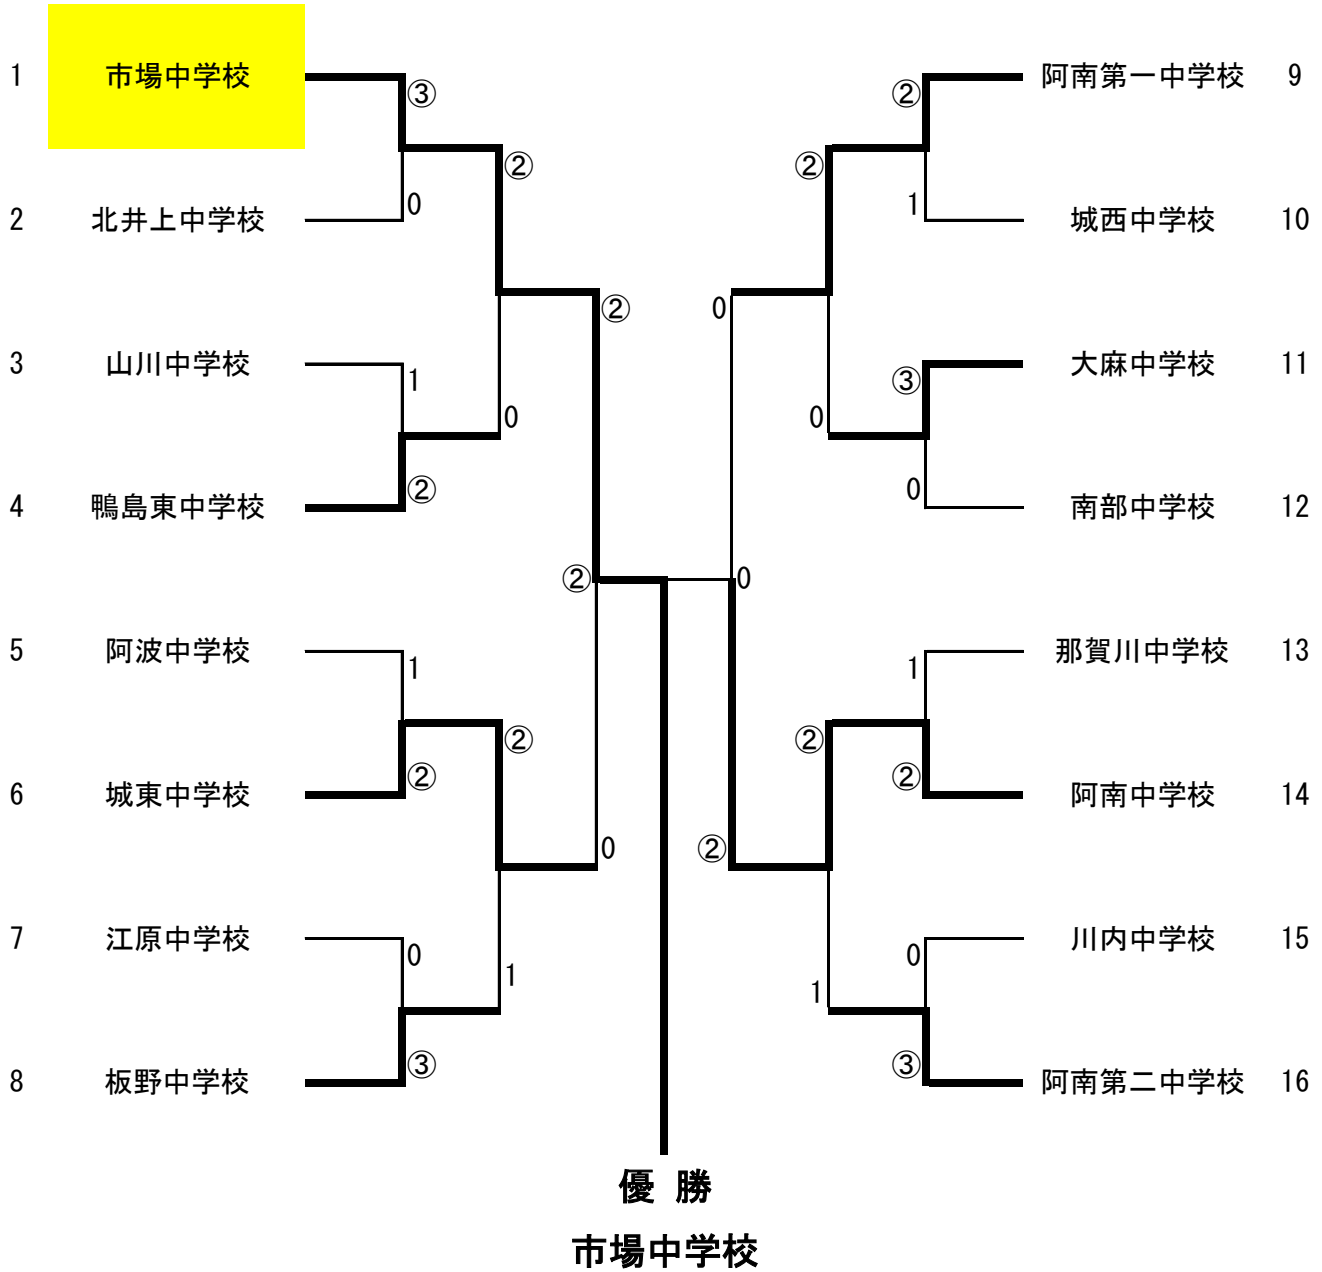 1 市場中学校 ③ ② 阿南第一中学校 9
② ②
2 北井上中学校 0 1 城西中学校 10
② 0
3 山川中学校 1 ③ 大麻中学校 11
0 0
4 鴨島東中学校 ② 0 南部中学校 12
② 0
5 阿波中学校 1 1 那賀川中学校 13
② ②
6 城東中学校 ② ② 阿南中学校 14
0 ②
7 江原中学校 0 0 川内中学校 15
1 1
8 板野中学校 ③ ③ 阿南第二中学校 16
優 勝
市場中学校